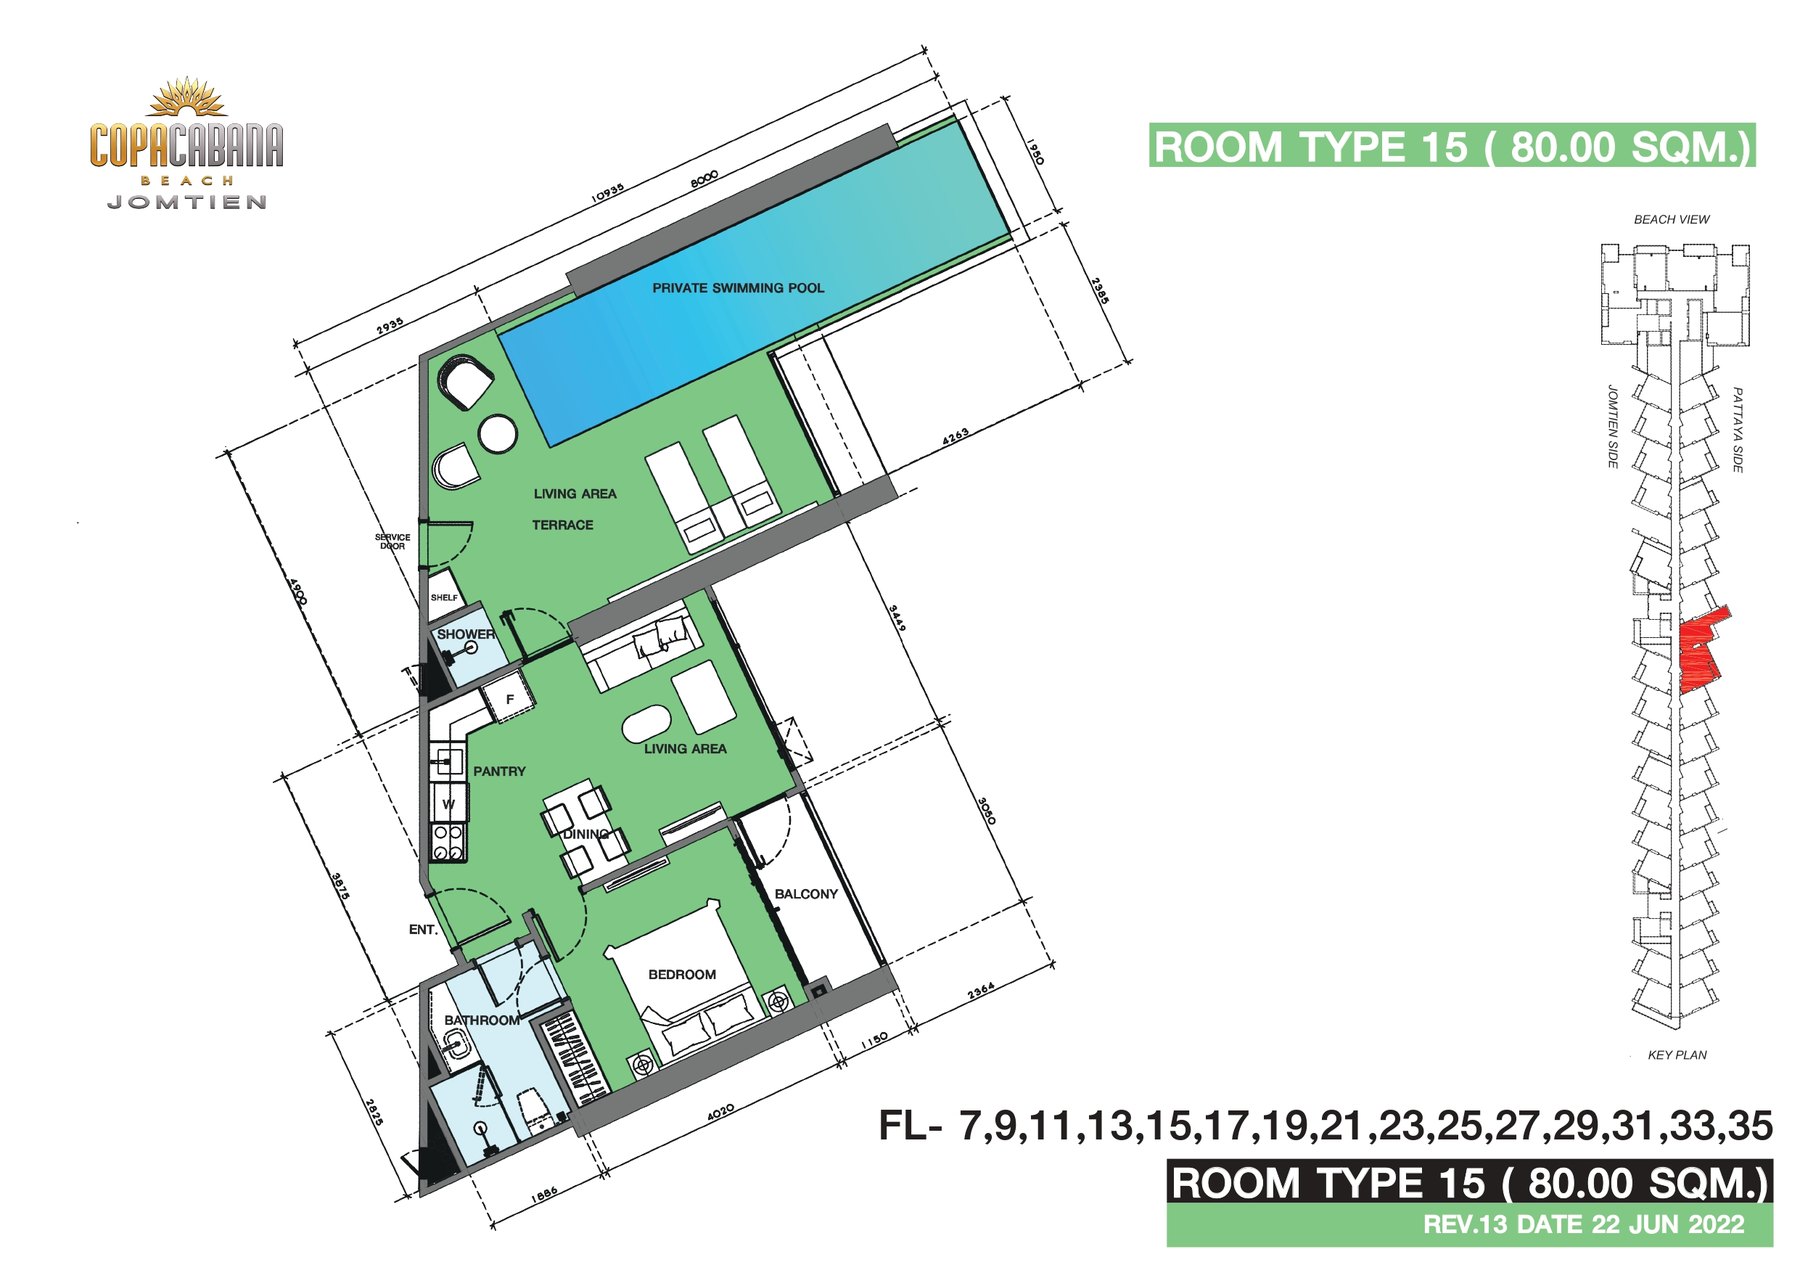 COPACABANA
BEACH
JOMTIEN
ROOM TYPE 15 ( 80.00 SQM.)
BEACH VIEW
JOMTIEN SIDE
PATTAYA SIDE
KEY PLAN
10935
8000
2935
1950
2385
4263
PRIVATE SWIMMING POOL
LIVING AREA
TERRACE
SERVICE
DOOR
4900
SHELF
SHOWER
3449
F
LIVING AREA
PANTRY
W
DINING
3050
3875
BALCONY
ENT.
BEDROOM
2364
BATHROOM
1150
2825
4020
1886
FL- 7,9,11,13,15,17,19,21,23,25,27,29,31,33,35
ROOM TYPE 15 ( 80.00 SQM.)
REV.13 DATE 22 JUN 2022